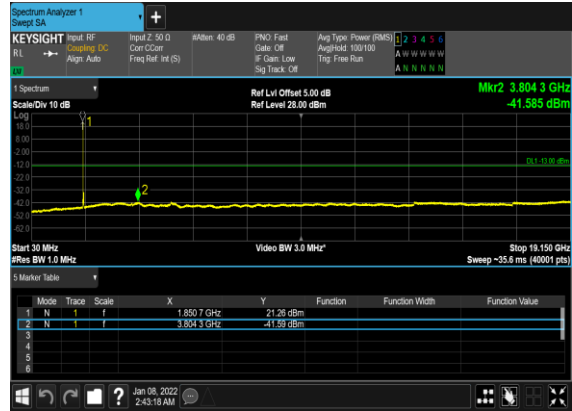 Spectrum Analyzer 1
Swept SA
+
KEYSIGHT Input: RF Input Z: 50 Ω #Atten: 40 dB PNO: Fast Avg Type: Power (RMS) 1 2 3 4 5 6
RL Coupling: DC Corr CCorr Gate: Off Avg|Hold: 100/100 A W W W W W
Align: Auto Freq Ref: Int (S) IF Gain: Low Trig: Free Run
Sig Track: Off A N N N N N
1 Spectrum Ref Lvl Offset 5.00 dB Mkr2 3.804 3 GHz
Scale/Div 10 dB Ref Level 28.00 dBm -41.585 dBm
Log
18.0 1
8.00
-2.00
-12.0 DL1 -13.00 dBm
-22.0
-32.0 2
-42.0
-52.0
-62.0
Start 30 MHz Video BW 3.0 MHz* Stop 19.150 GHz
#Res BW 1.0 MHz Sweep ~35.6 ms (40001 pts)
5 Marker Table
Mode Trace Scale X Y Function Function Width Function Value
1 N 1 f 1.850 7 GHz 21.26 dBm
2 N 1 f 3.804 3 GHz -41.59 dBm
3
4
5
6
? Jan 08, 2022
2:43:18 AM